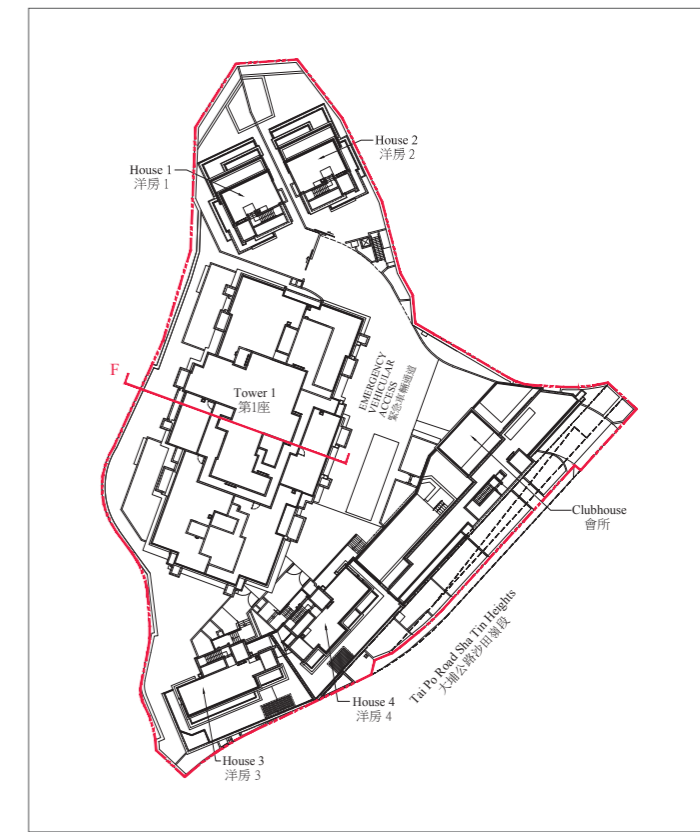 House 2
洋房 2
House 1
洋房 1
F
Tower 1
第1座
EMERGENCY
VEHICULAR
ACCESS
緊急車輛通道
Clubhouse
會所
Tai Po Road Sha Tin Heights
大埔公路沙田嶺段
House 4
洋房 4
House 3
洋房 3